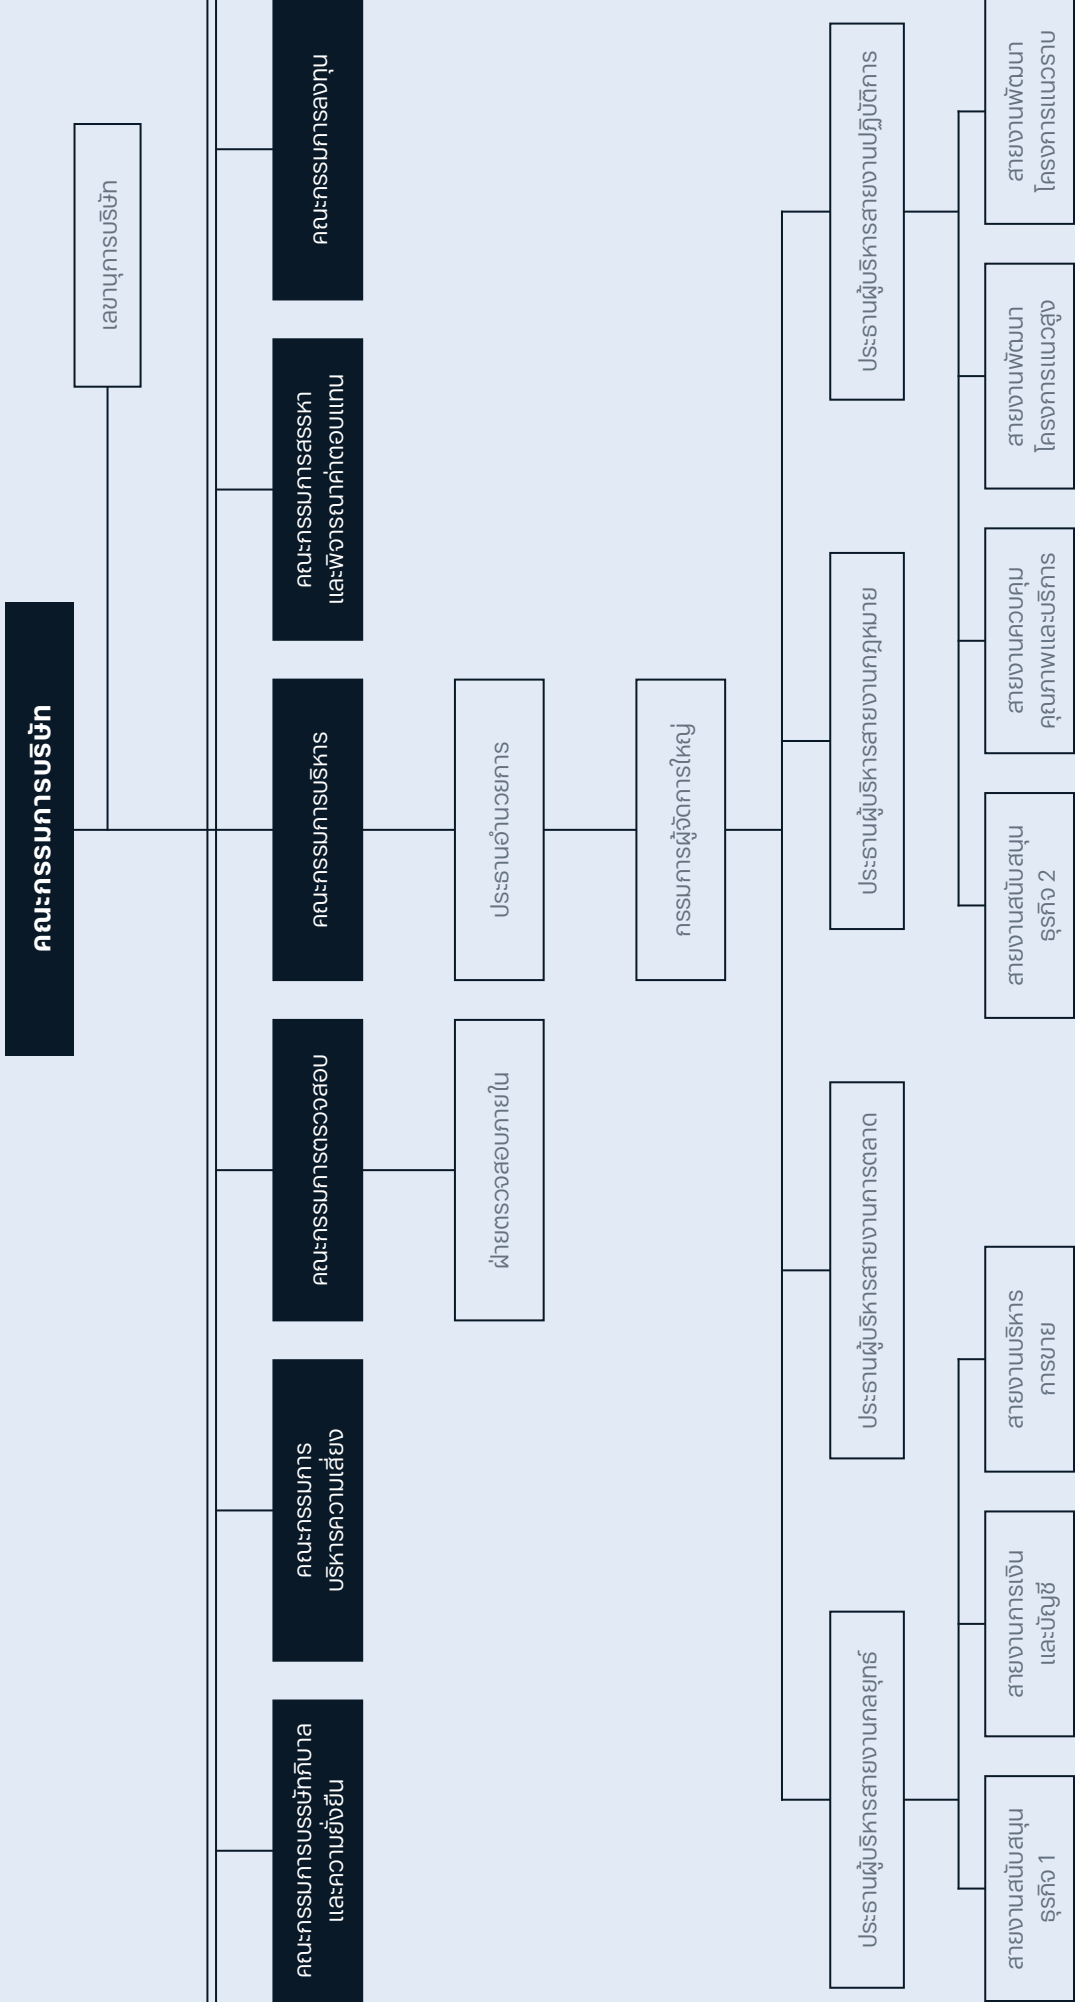 คณะกรรมการบริษัท
เลขานุการบริษัท
คณะกรรมการบรรษัทภิบาล
และความยั่งยืน
คณะกรรมการ
บริหารความเสี่ยง
คณะกรรมการตรวจสอบ
คณะกรรมการบริหาร
คณะกรรมการสรรหา
และพิจารณาค่าตอบแทน
คณะกรรมการลงทุน
ฝ่ายตรวจสอบภายใน
ประธานอำนวยการ
กรรมการผู้จัดการใหญ่
ประธานผู้บริหารสายงานกลยุทธ์
ประธานผู้บริหารสายงานการตลาด
ประธานผู้บริหารสายงานกฎหมาย
ประธานผู้บริหารสายงานปฏิบัติการ
สายงานสนับสนุน
ธุรกิจ 1
สายงานการเงิน
และบัญชี
สายงานบริหาร
การขาย
สายงานสนับสนุน
ธุรกิจ 2
สายงานควบคุม
คุณภาพและบริการ
สายงานพัฒนา
โครงการแนวสูง
สายงานพัฒนา
โครงการแนวราบ